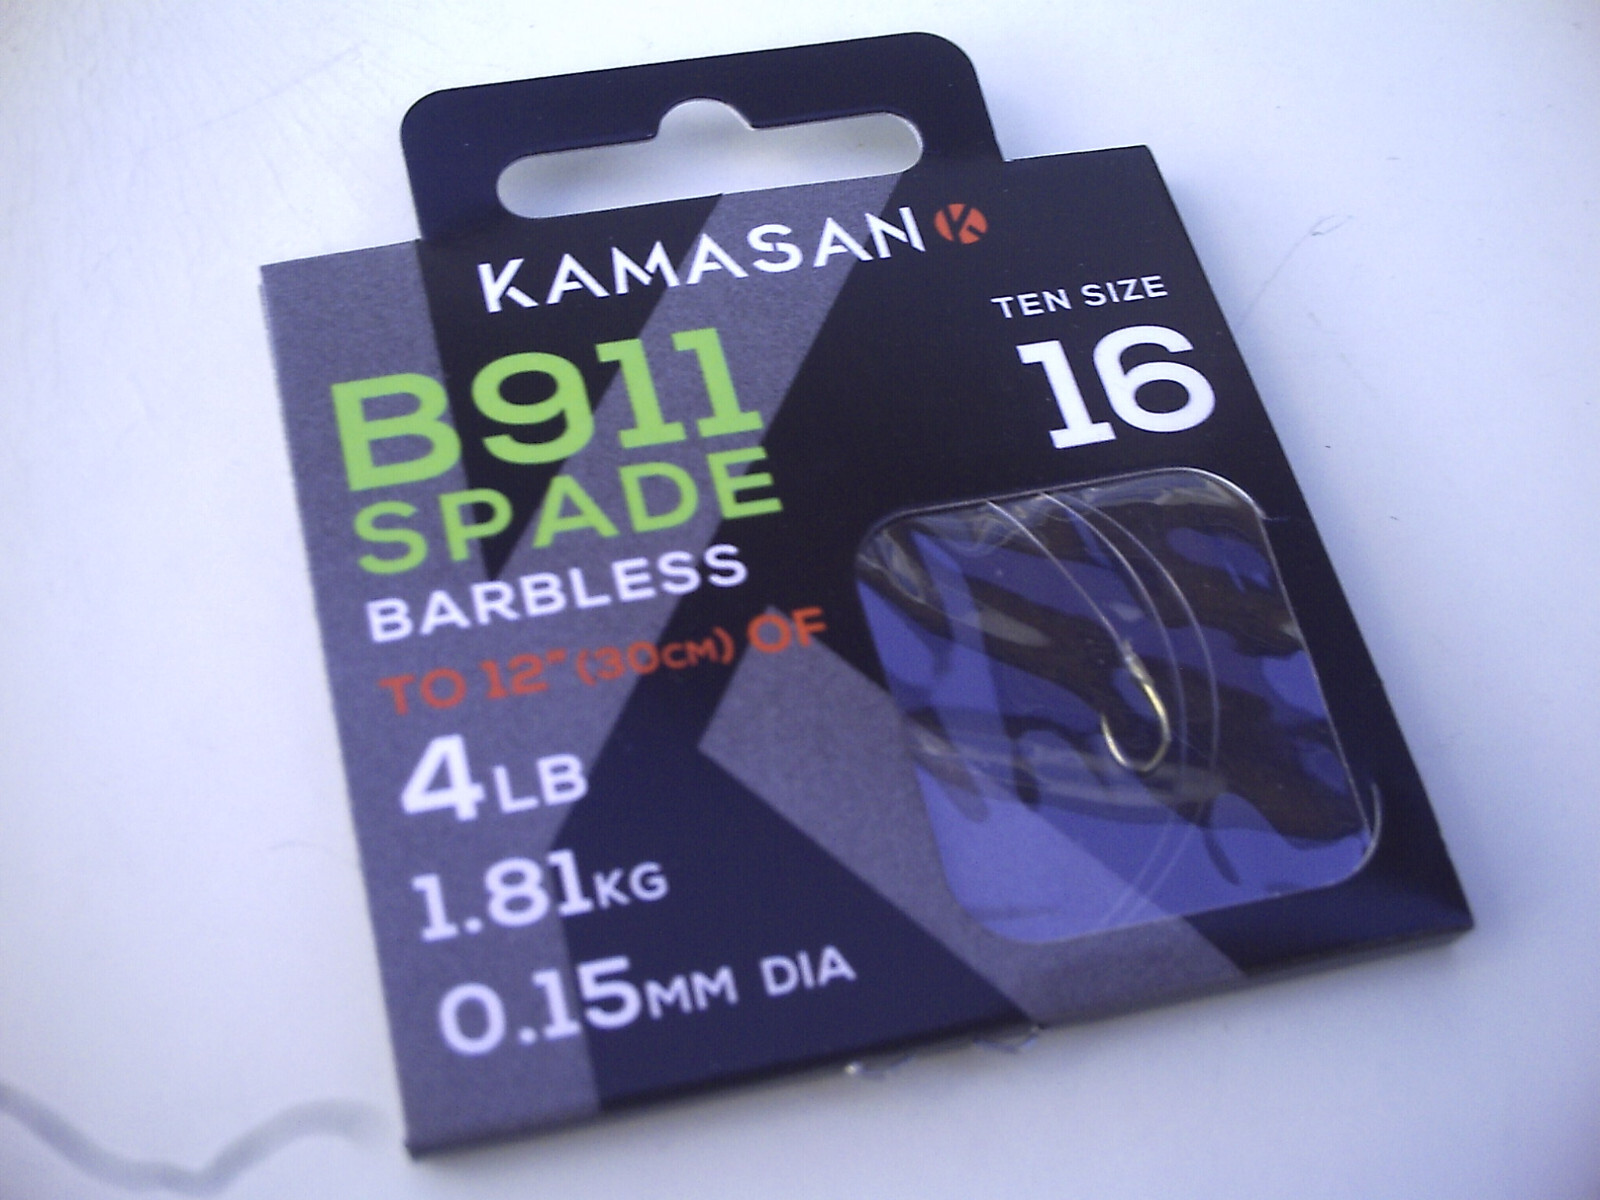 KAMASAN K
TEN SIZE
16
B911
SPADE
BARBLESS
TO 12" (30CM) OF
4LB
1.81KG
0.15MM DIA